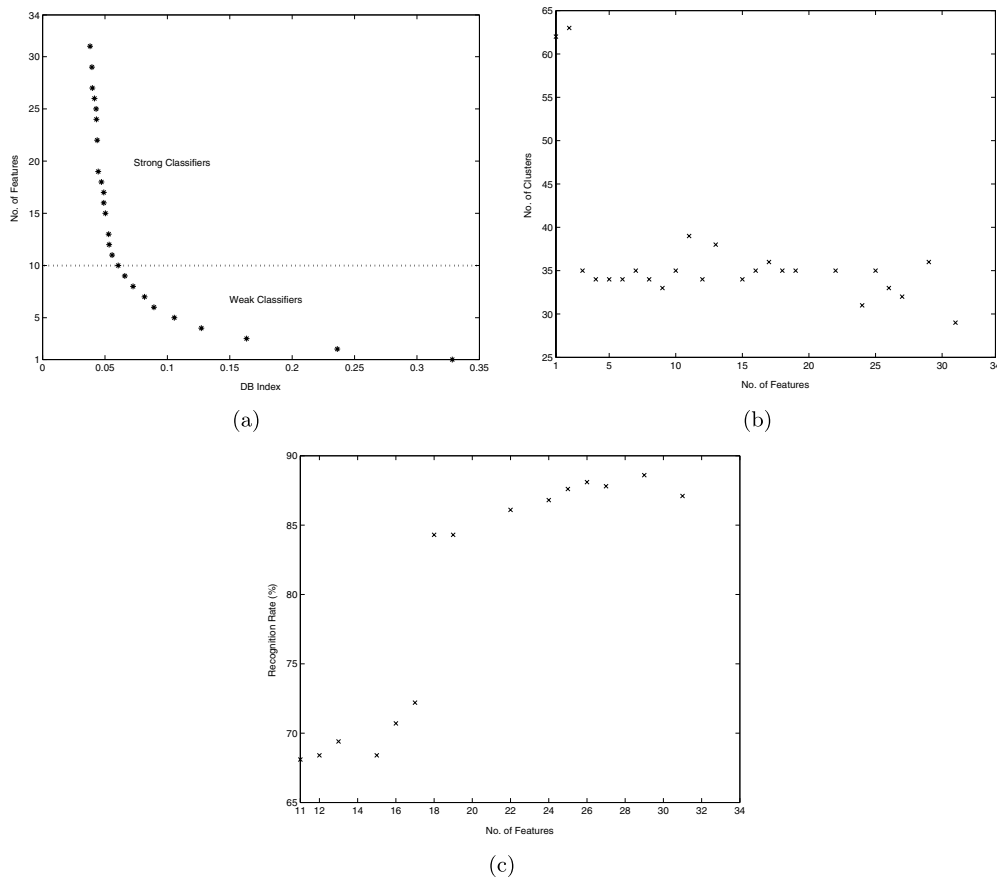 34
30
25
20
15
10
5
1
No. of Features
Strong Classifiers
Weak Classifiers
0 0.05 0.1 0.15 0.2 0.25 0.3 0.35
DB Index
(a)
65
60
55
50
45
40
35
30
25
No. of Clusters
1 5 10 15 20 25 30 34
No. of Features
(b)
90
85
80
75
70
65
Recognition Rate (%)
11 12 14 16 18 20 22 24 26 28 30 32 34
No. of Features
(c)